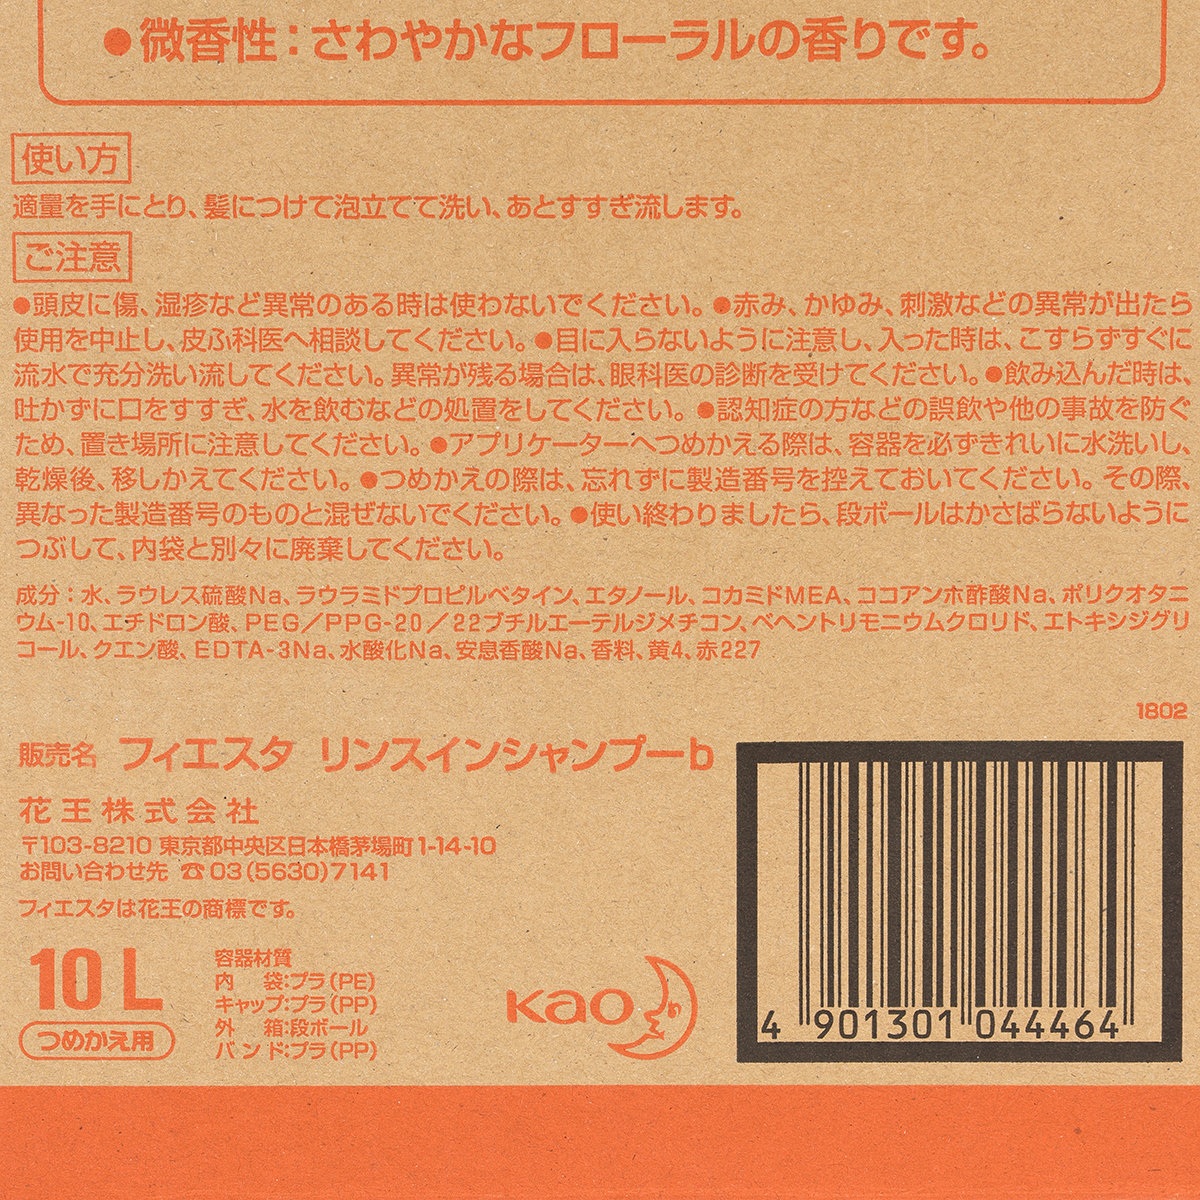 ●微香性：さわやかなフローラルの香りです。
使い方
適量を手にとり、髪につけて泡立てて洗い、あとすすぎ流します。
ご注意
●頭皮に傷、湿疹など異常のある時は使わないでください。●赤み、かゆみ、刺激などの異常が出たら
使用を中止し、皮ふ科医へ相談してください。●目に入らないように注意し、入った時は、こすらずすぐに
流水で充分洗い流してください。異常が残る場合は、眼科医の診断を受けてください。●飲み込んだ時は、
吐かずに口をすすぎ、水を飲むなどの処置をしてください。●認知症の方などの誤飲や他の事故を防ぐ
ため、置き場所に注意してください。●アプリケーターへつめかえる際は、容器を必ずきれいに水洗いし、
乾燥後、移しかえてください。●つめかえの際は、忘れずに製造番号を控えておいてください。その際、
異なった製造番号のものと混ぜないでください。●使い終わりましたら、段ボールはかさばらないように
つぶして、内袋と別々に廃棄してください。
成分：水、ラウレス硫酸Na、ラウラミドプロピルベタイン、エタノール、コカミドMEA、ココアンホ酢酸Na、ポリクオタニ
ウム-10、エチドロン酸、PEG／PPG-20／22ブチルエーテルジメチコン、ベヘントリモニウムクロリド、エトキシジグリ
コール、クエン酸、EDTA-3Na、水酸化Na、安息香酸Na、香料、黄4、赤227
1802
販売名 フィエスタ リンスインシャンプーb
花王株式会社
〒103-8210 東京都中央区日本橋茅場町1-14-10
お問い合わせ先 ☎03(5630)7141
フィエスタは花王の商標です。
10L
つめかえ用
容器材質
内 袋:プラ(PE)
キャップ:プラ(PP)
外 箱:段ボール
バンド:プラ(PP)
Kao
4 901301 044464